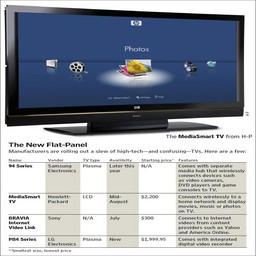 Photos
hp
The MediaSmart TV from H-P
The New Flat-Panel
Manufacturers are rolling out a slew of high-tech—and confusing—TVs. Here are a few:
Name Vendor TV type Availability Starting price* Features
94 Series Samsung Electronics Plasma Later this year N/A Comes with separate
media hub that wirelessly
connects devices such
as video cameras,
DVD players and game
consoles to TV.
MediaSmart TV Hewlett-Packard LCD Mid-August $2,200 Connects wirelessly to a
home network and display
movies, music or photos
on TV.
BRAVIA Internet Video Link Sony N/A July $300 Connects to Internet
videos from content
providers such as Yahoo
and America Online.
PB4 Series LG Electronics Plasma Now $1,999.95 Comes with integrated
digital video recorder
*Smallest size, lowest price